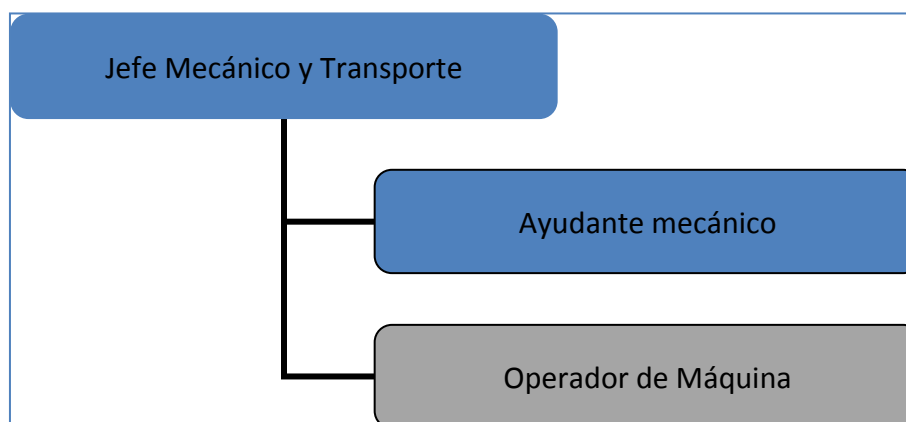 Jefe Mecánico y Transporte
Ayudante mecánico
Operador de Máquina